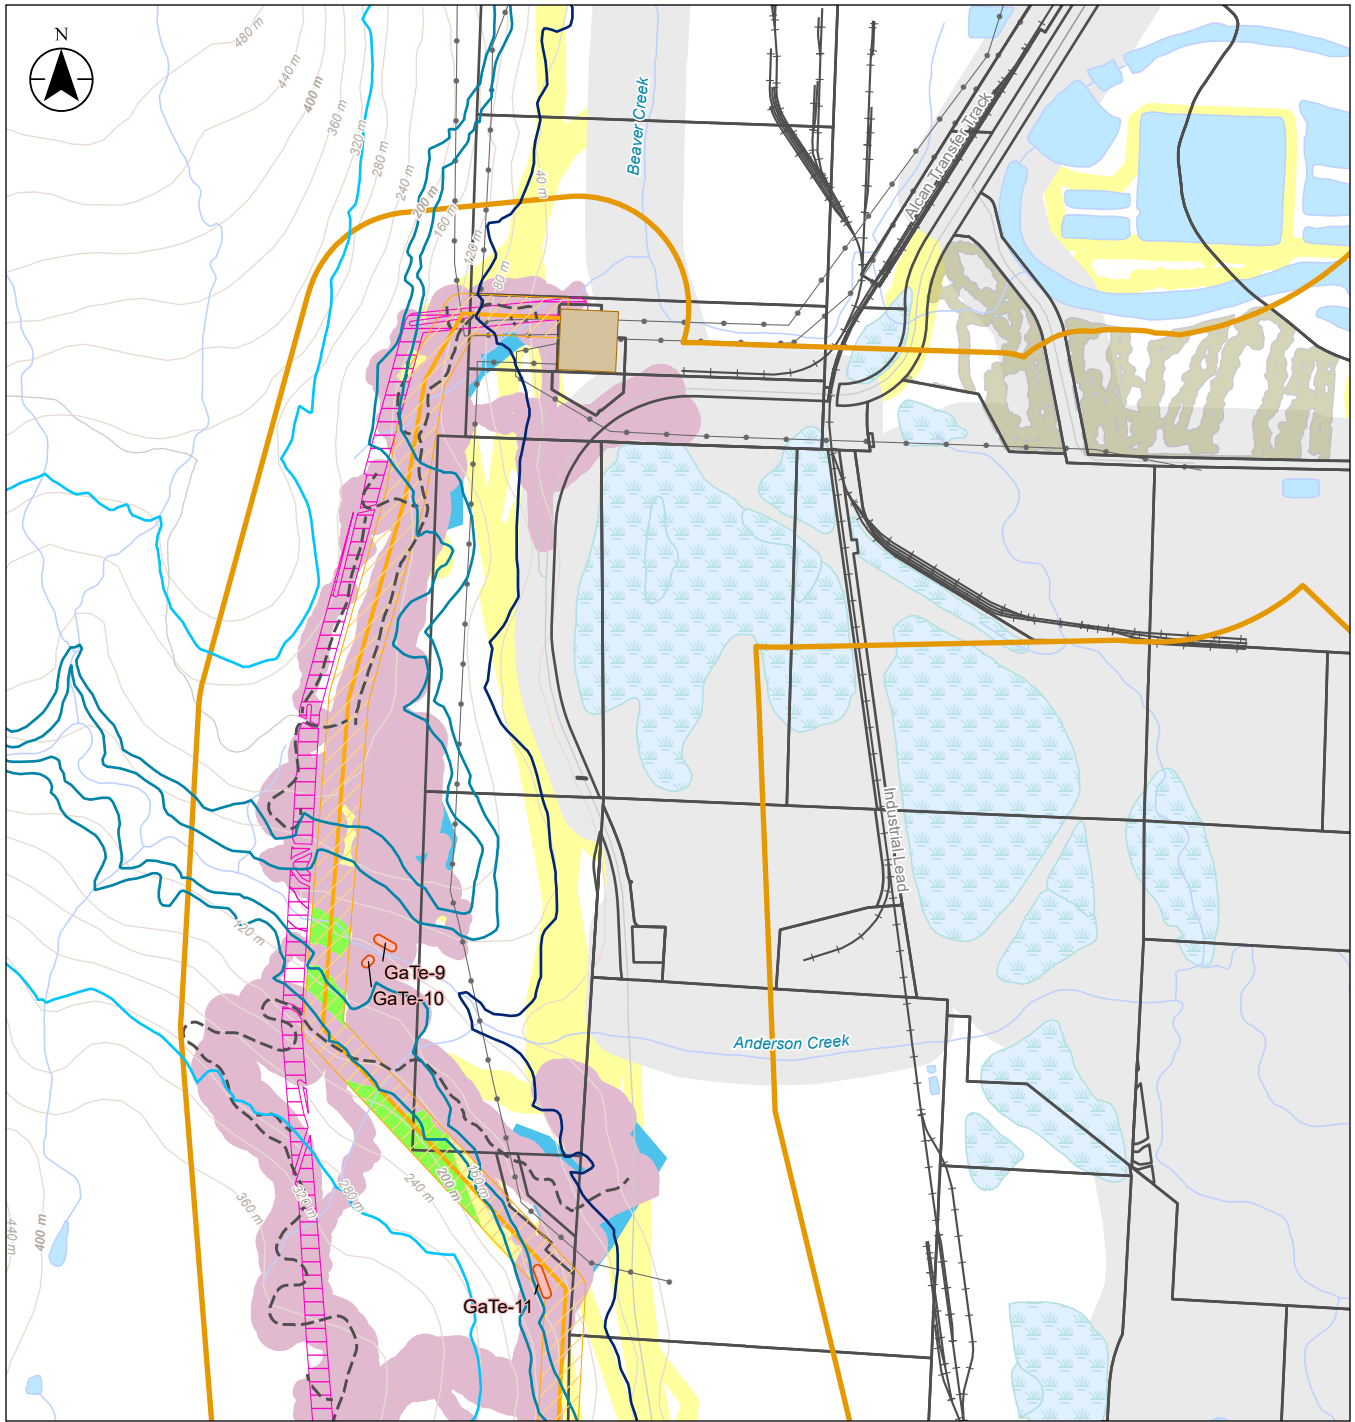 N
480 m
440 m
400 m
360 m
320 m
280 m
240 m
200 m
160 m
120 m
80 m
40 m
Beaver Creek
Alcan Transfer Track
Industrial Lead
120 m
GaTe-9
GaTe-10
Anderson Creek
440 m
400 m
360 m
320 m
280 m
240 m
200 m
160 m
GaTe-11